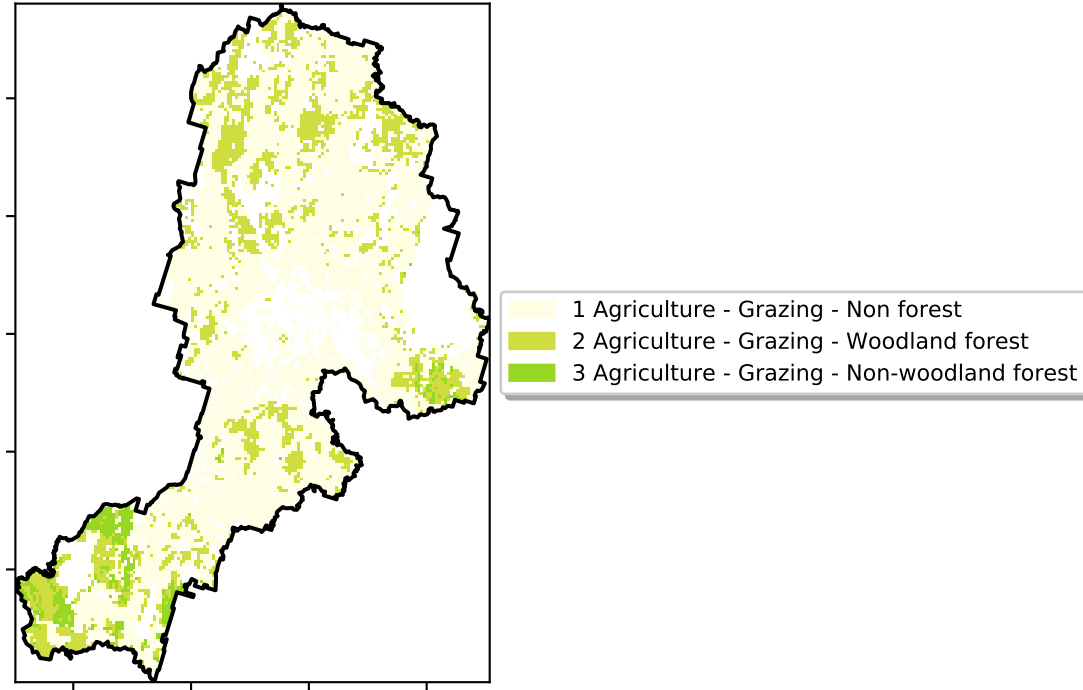 1 Agriculture - Grazing - Non forest
2 Agriculture - Grazing - Woodland forest
3 Agriculture - Grazing - Non-woodland forest